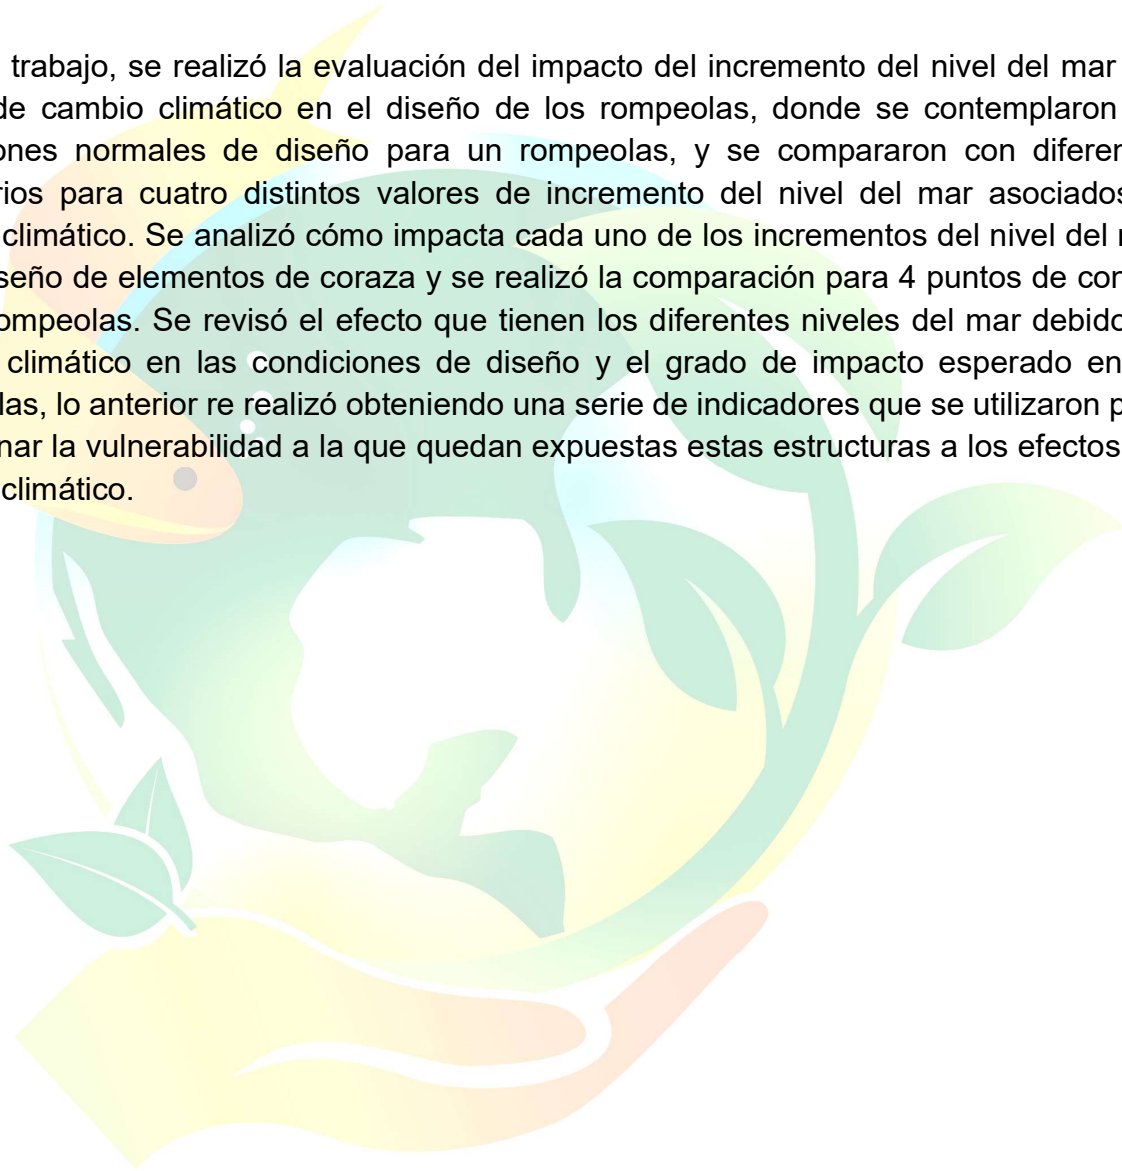 trabajo, se realizó la evaluación del impacto del incremento del nivel del mar
de cambio climático en el diseño de los rompeolas, donde se contemplaron
ones normales de diseño para un rompeolas, y se compararon con diferen
rios para cuatro distintos valores de incremento del nivel del mar asociados
climático. Se analizó cómo impacta cada uno de los incrementos del nivel del
seño de elementos de coraza y se realizó la comparación para 4 puntos de con
ompeolas. Se revisó el efecto que tienen los diferentes niveles del mar debido
climático en las condiciones de diseño y el grado de impacto esperado en
las, lo anterior re realizó obteniendo una serie de indicadores que se utilizaron p
nar la vulnerabilidad a la que quedan expuestas estas estructuras a los efectos
climático.